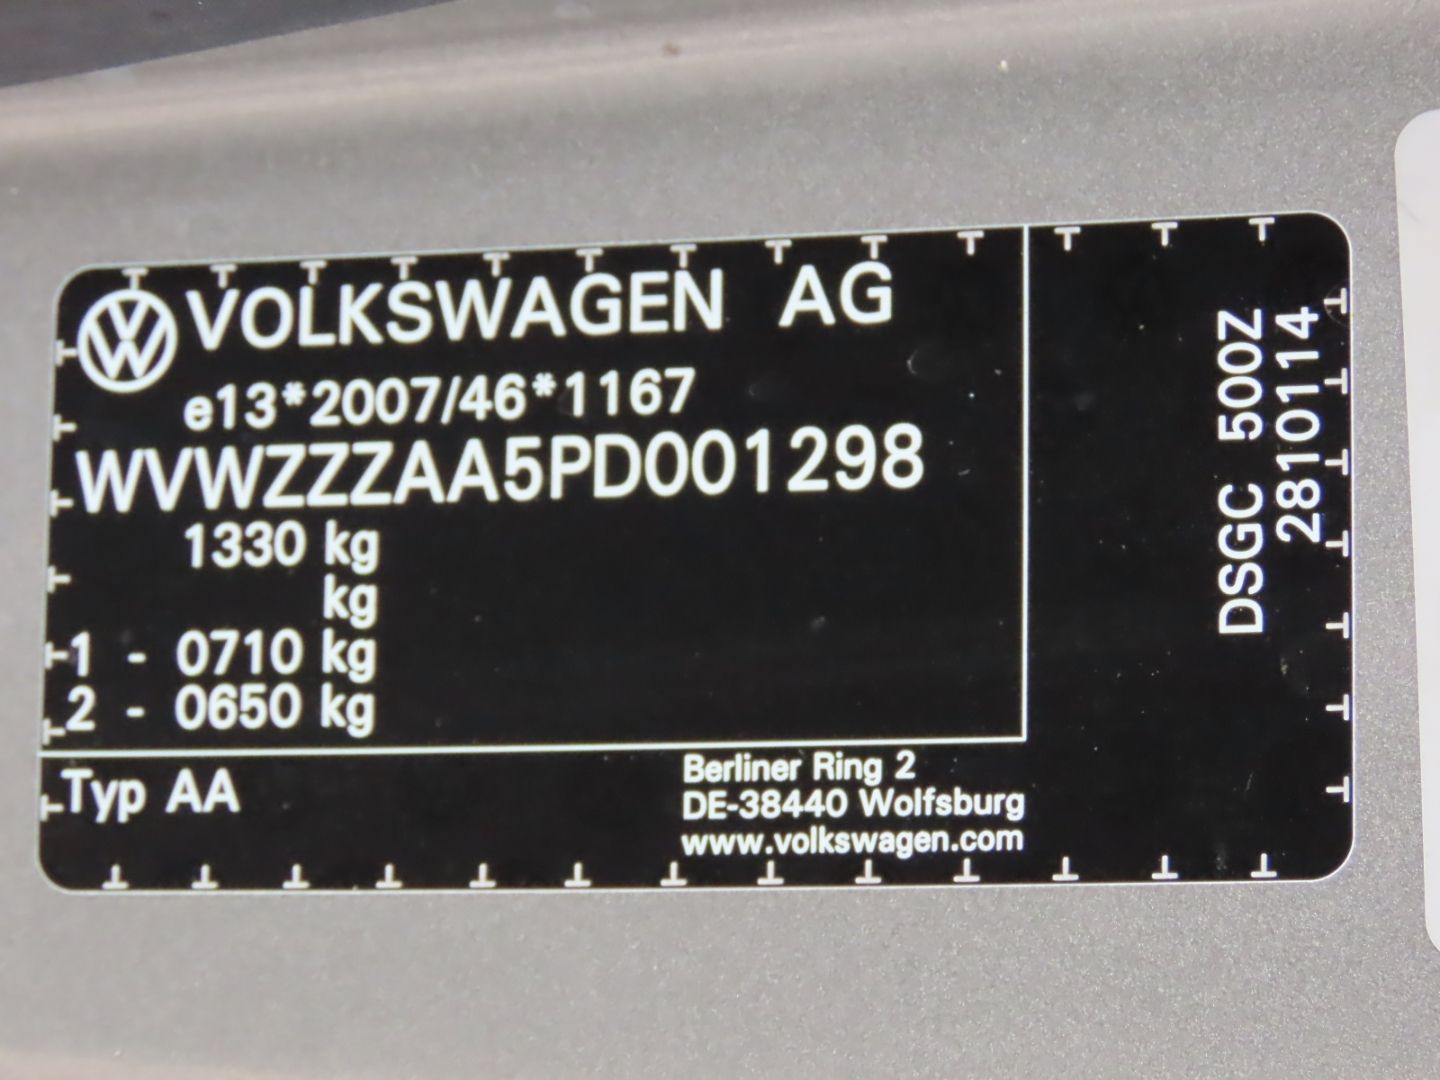 VOLKSWAGEN AG
e13*2007/46*1167
WVWZZZAA5PD001298
1330 kg
kg
1 - 0710 kg
2 - 0650 kg
Typ AA
Berliner Ring 2
DE-38440 Wolfsburg
www.volkswagen.com
DSGC 500Z
2810114